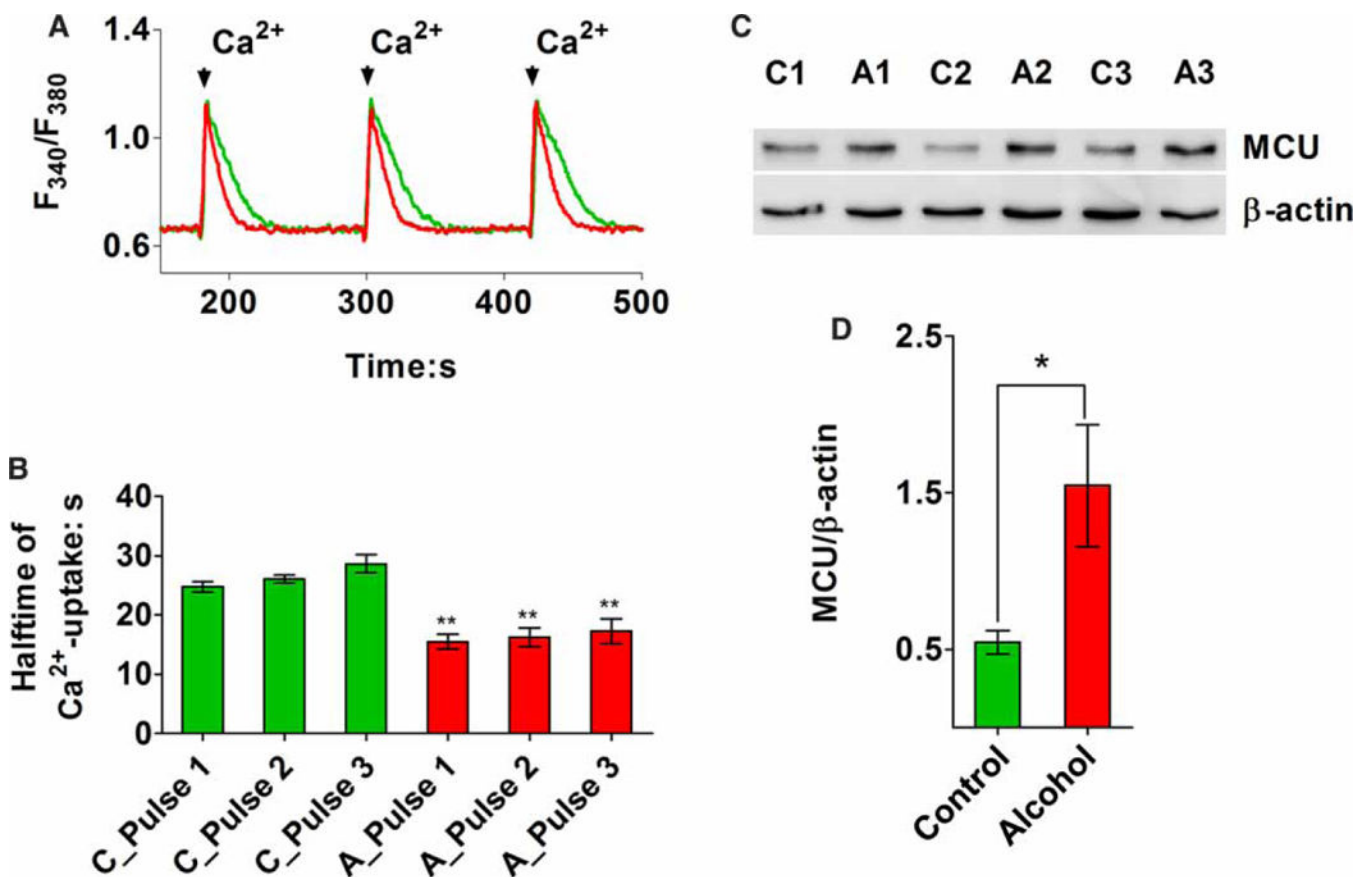 A
1.4
1.0
0.6
F340/F380
Ca2+ Ca2+ Ca2+
200 300 400 500
Time:s
B
Halftime of
Ca2+-uptake: s
40
30
20
10
0
** ** **
C_Pulse 1 C_Pulse 2 C_Pulse 3 A_Pulse 1 A_Pulse 2 A_Pulse 3
C
C1 A1 C2 A2 C3 A3
MCU
β-actin
D
MCU/β-actin
2.5
1.5
0.5
*
Control Alcohol